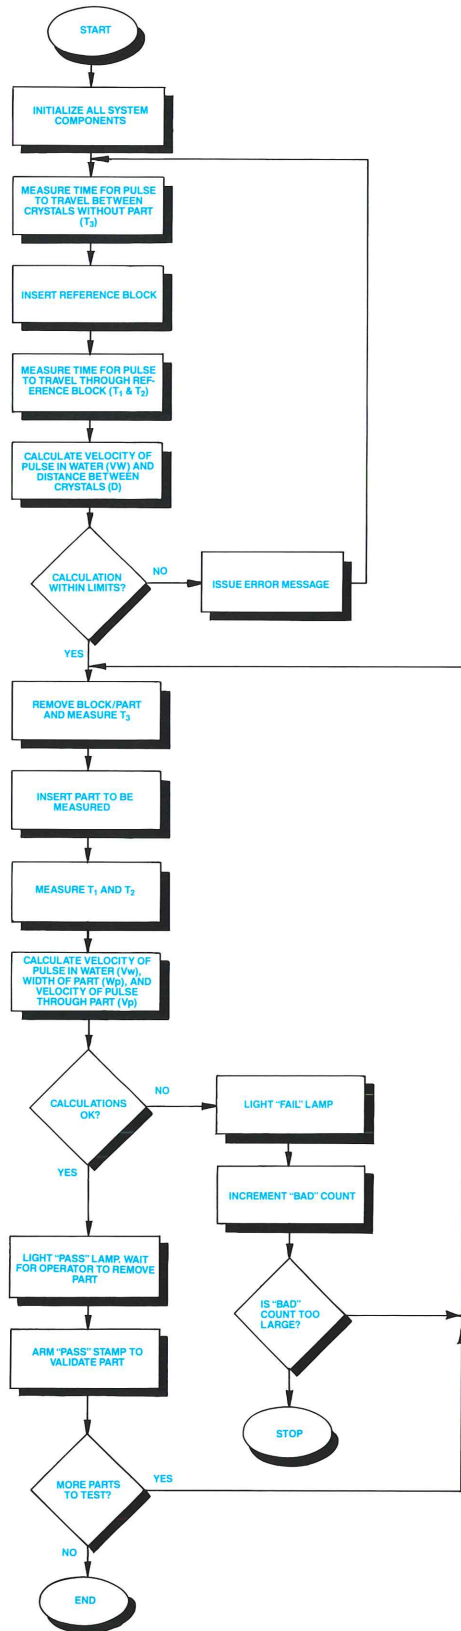 START
INITIALIZE ALL SYSTEM
COMPONENTS
MEASURE TIME FOR PULSE
TO TRAVEL BETWEEN
CRYSTALS WITHOUT PART
(T3)
INSERT REFERENCE BLOCK
MEASURE TIME FOR PULSE
TO TRAVEL THROUGH REF-
ERENCE BLOCK (T1 & T2)
CALCULATE VELOCITY OF
PULSE IN WATER (VW) AND
DISTANCE BETWEEN
CRYSTALS (D)
CALCULATION
WITHIN LIMITS?
NO
ISSUE ERROR MESSAGE
YES
REMOVE BLOCK/PART
AND MEASURE T3
INSERT PART TO BE
MEASURED
MEASURE T1 AND T2
CALCULATE VELOCITY OF
PULSE IN WATER (Vw),
WIDTH OF PART (Wp), AND
VELOCITY OF PULSE
THROUGH PART (Vp)
CALCULATIONS
OK?
NO
LIGHT "FAIL" LAMP
YES
INCREMENT "BAD" COUNT
LIGHT "PASS" LAMP. WAIT
FOR OPERATOR TO REMOVE
PART
IS "BAD"
COUNT TOO
LARGE?
ARM "PASS" STAMP TO
VALIDATE PART
STOP
MORE PARTS
TO TEST?
YES
NO
END